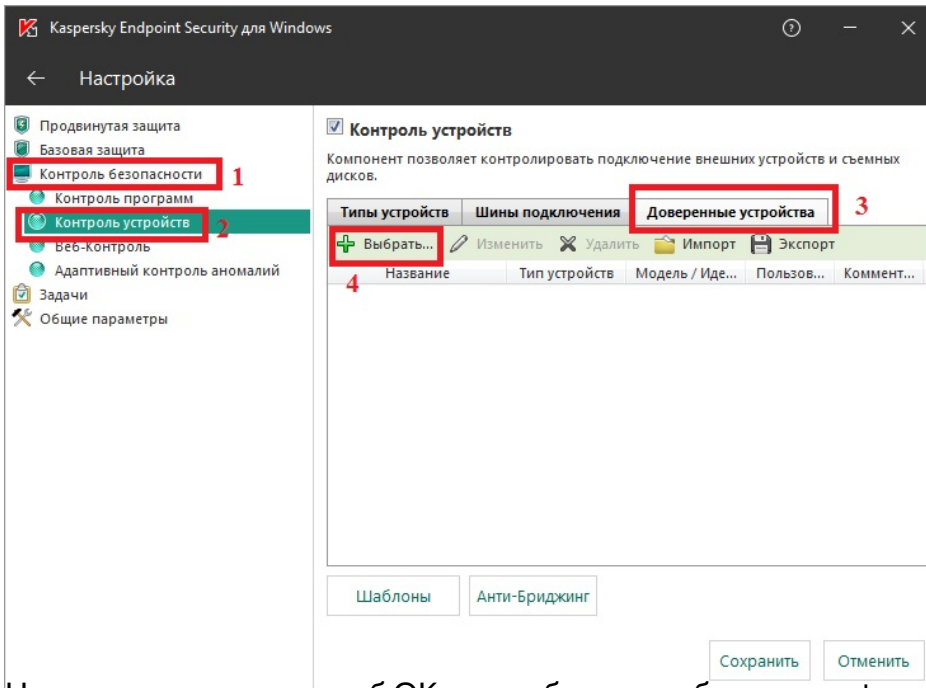 Kaspersky Endpoint Security для Windows
Настройка
Продвинутая защита
Базовая защита
Контроль безопасности 1
Контроль программ
Контроль устройств 2
Веб-Контроль
Адаптивный контроль аномалий
Задачи
Общие параметры
Контроль устройств
Компонент позволяет контролировать подключение внешних устройств и съемных
дисков.
Типы устройств Шины подключения Доверенные устройства 3
Выбрать... Изменить Удалить Импорт Экспорт
4 Название Тип устройств Модель / Иде... Пользов... Коммент...
Шаблоны Анти-Бриджинг
Сохранить Отменить